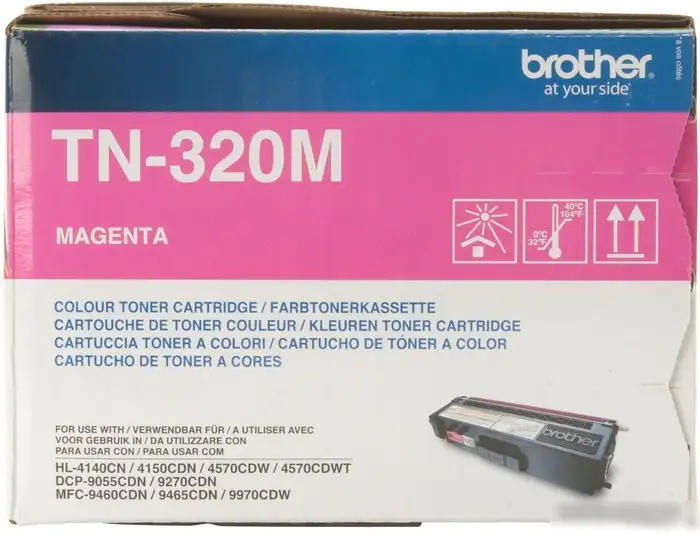 brother
at your side
à vos côtés
TN-320M
MAGENTA
40°C
104°F
0°C
32°F
COLOUR TONER CARTRIDGE / FARBTONERKASSETTE
CARTOUCHE DE TONER COULEUR / KLEUREN TONER CARTRIDGE
CARTUCCIA TONER A COLORI / CARTUCHO DE TÓNER A COLOR
CARTUCHO DE TONER A CORES
brother
FOR USE WITH / VERWENDBAR FÜR / A UTILISER AVEC
VOOR GEBRUIK IN / DA UTILIZZARE CON
PARA USAR CON / PARA USAR COM
HL-4140CN / 4150CDN / 4570CDW / 4570CDWT
DCP-9055CDN / 9270CDN
MFC-9460CDN / 9465CDN / 9970CDW